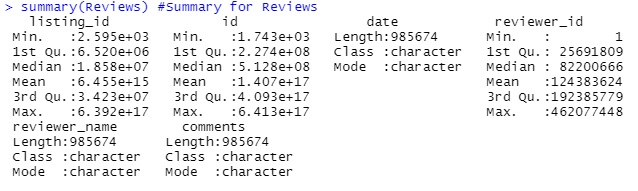 > summary(Reviews) #Summary for Reviews
listing_id id date reviewer_id
Min. :2.595e+03 Min. :1.743e+03 Length:985674 Min. : 1
1st Qu.:6.520e+06 1st Qu.:2.274e+08 Class :character 1st Qu.: 25691809
Median :1.858e+07 Median :5.128e+08 Mode :character Median : 82200666
Mean :6.455e+15 Mean :1.407e+17 Mean :124383624
3rd Qu.:3.423e+07 3rd Qu.:4.093e+17 3rd Qu.:192385779
Max. :6.392e+17 Max. :6.413e+17 Max. :462077448
reviewer_name comments
Length:985674 Length:985674
Class :character Class :character
Mode :character Mode :character